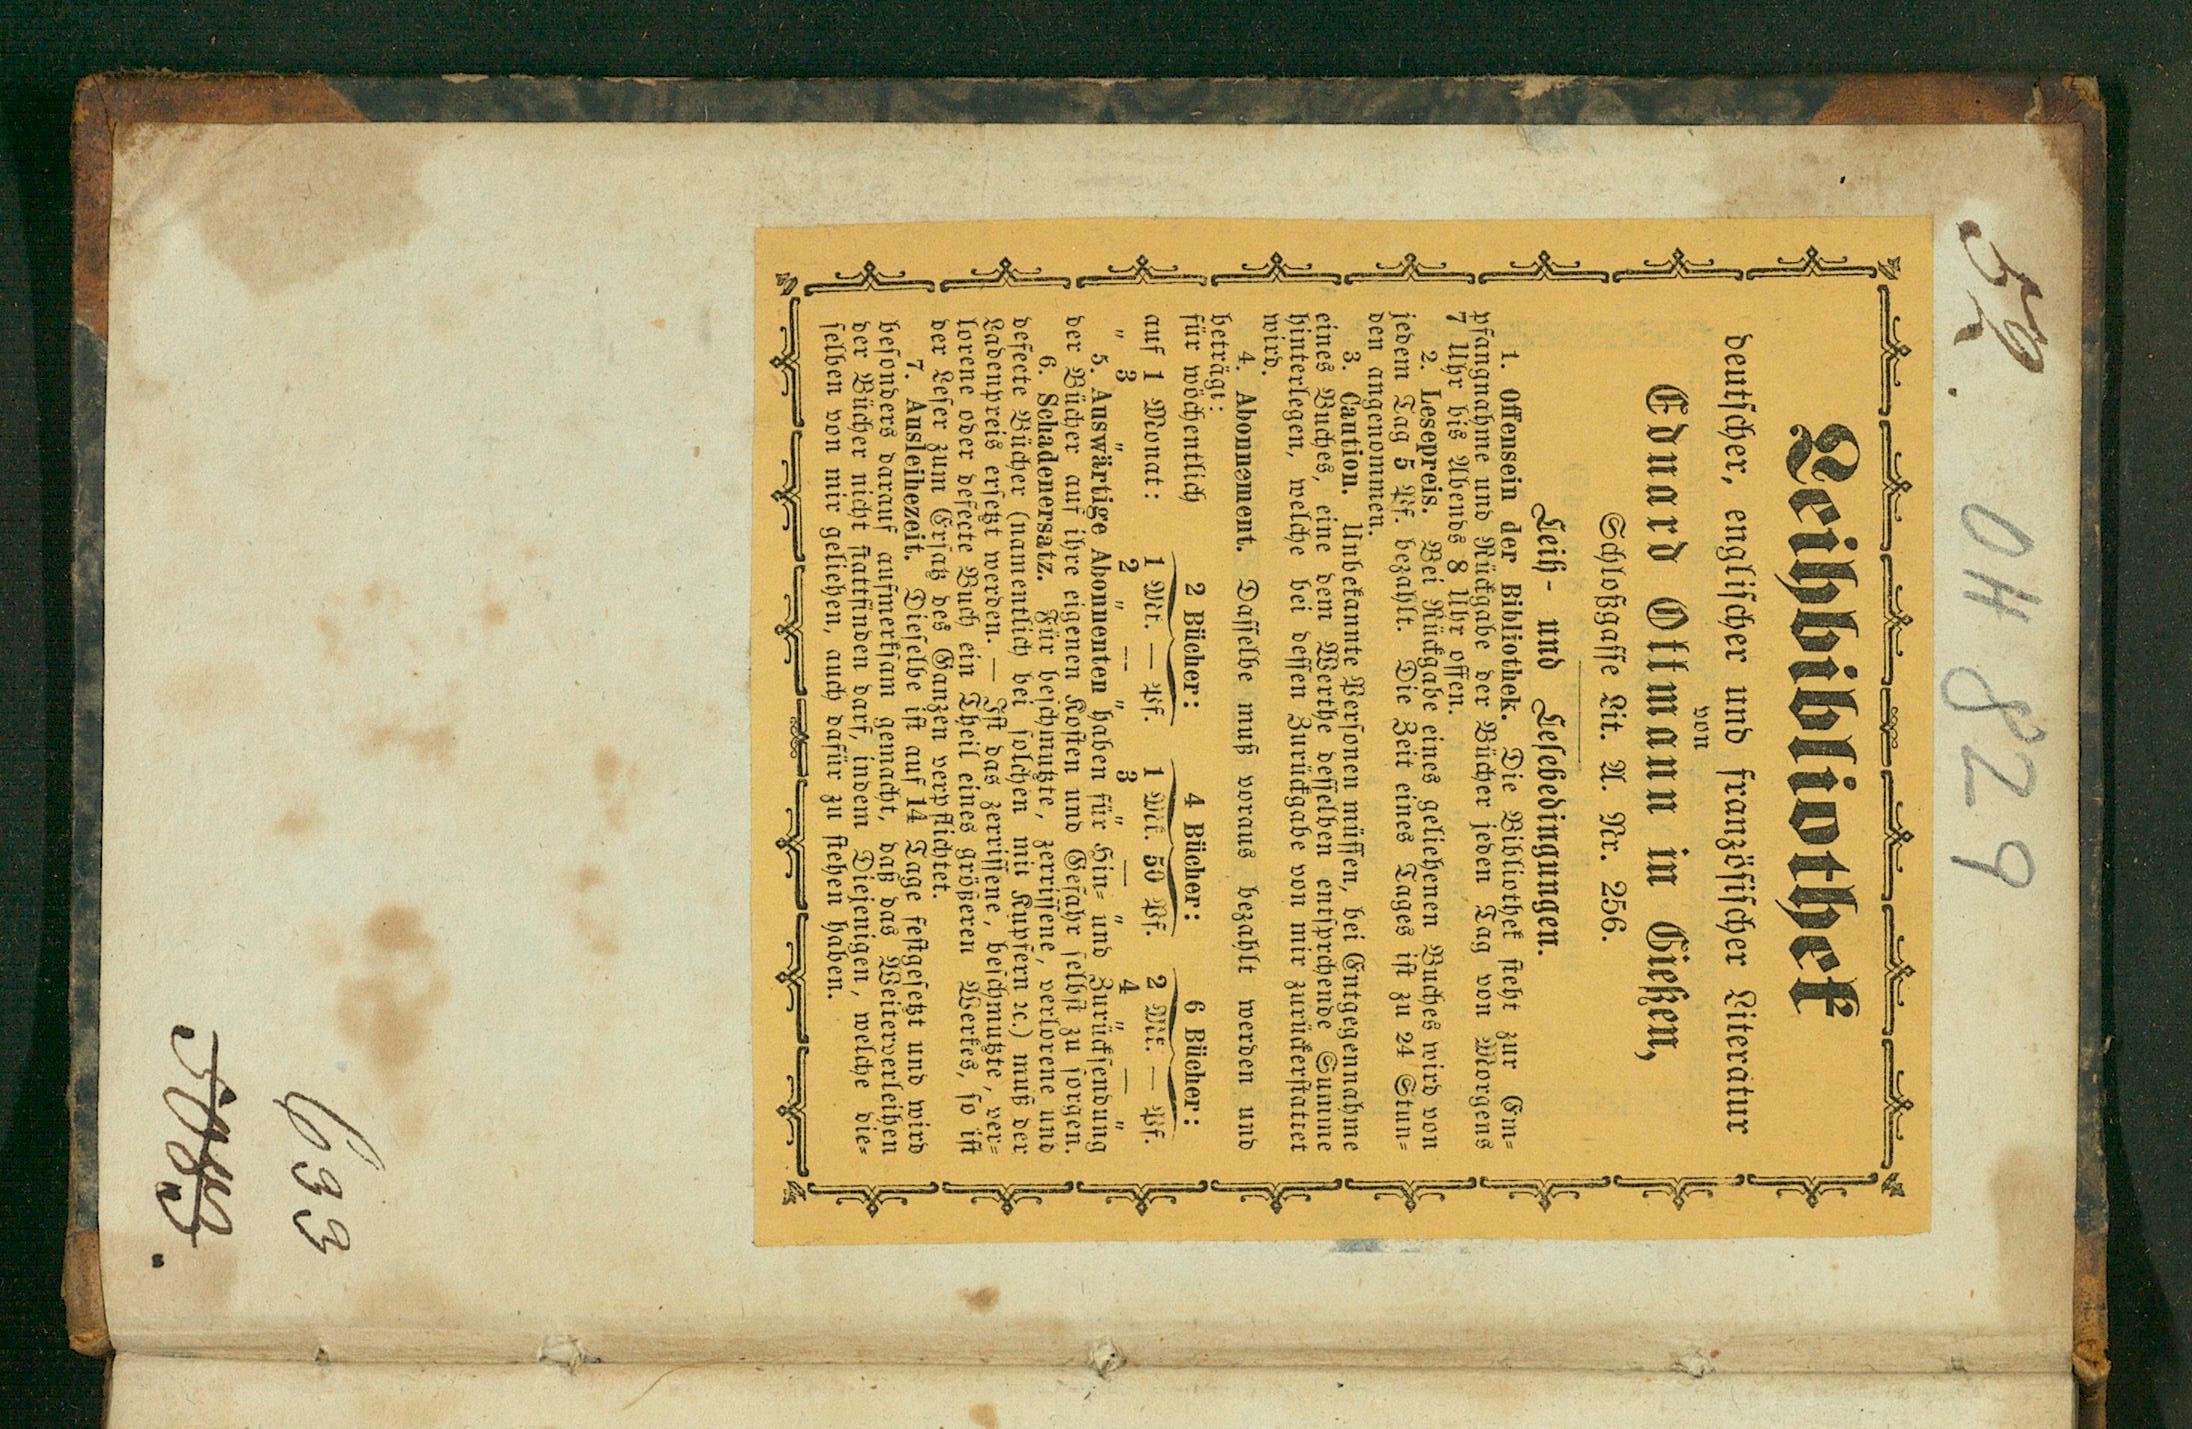 52.
OH 829
Leihbibliothek
deutscher, englischer und französischer Literatur
von
Eduard Ottmann in Gießen,
Schloßgasse Lit. A. Nr. 256.
Leih- und Lesebedingungen.
1. Offensein der Bibliothek. Die Bibliothek steht zur Em-
pfangnahme und Rückgabe der Bücher jeden Tag von Morgens
7 Uhr bis Abends 8 Uhr offen.
2. Lesepreis. Bei Rückgabe eines geliehenen Buches wird von
jedem Tag 5 Pf. bezahlt. Die Zeit eines Tages ist zu 24 Stun-
den angenommen.
3. Caution. Unbekannte Personen müssen, bei Entgegennahme
eines Buches, eine dem Werthe desselben entsprchende Summe
hinterlegen, welche bei dessen Zurückgabe von mir zurückerstattet
wird.
4. Abonnement. Dasselbe muß voraus bezahlt werden und
beträgt:
für wöchentlich 2 Bücher: 4 Bücher: 6 Bücher:
auf 1 Monat: 1 Mk. — Pf. 1 Mk. 50 Pf. 2 Mk. — Pf.
" 3 " 2 " — " 3 " — " 4 " — "
5. Auswärtige Abonnenten haben für Hin- und Zurücksendung
der Bücher auf ihre eigenen Kosten und Gefahr selbst zu sorgen.
6. Schadenersatz. Für beschmutzte, zerrissene, verlorene und
defecte Bücher (namentlich bei solchen mit Kupfern ꝛc.) muß der
Ladenpreis ersetzt werden. — Ist das zerrissene, beschmutzte, ver-
lorene oder defecte Buch ein Theil eines größeren Werkes, so ist
der Leser zum Ersatz des Ganzen verpflichtet.
7. Ausleihezeit. Dieselbe ist auf 14 Tage festgesetzt und wird
besonders darauf aufmerksam gemacht, daß das Weiterverleihen
der Bücher nicht stattfinden darf, indem Diejenigen, welche die-
selben von mir geliehen, auch dafür zu stehen haben.
633